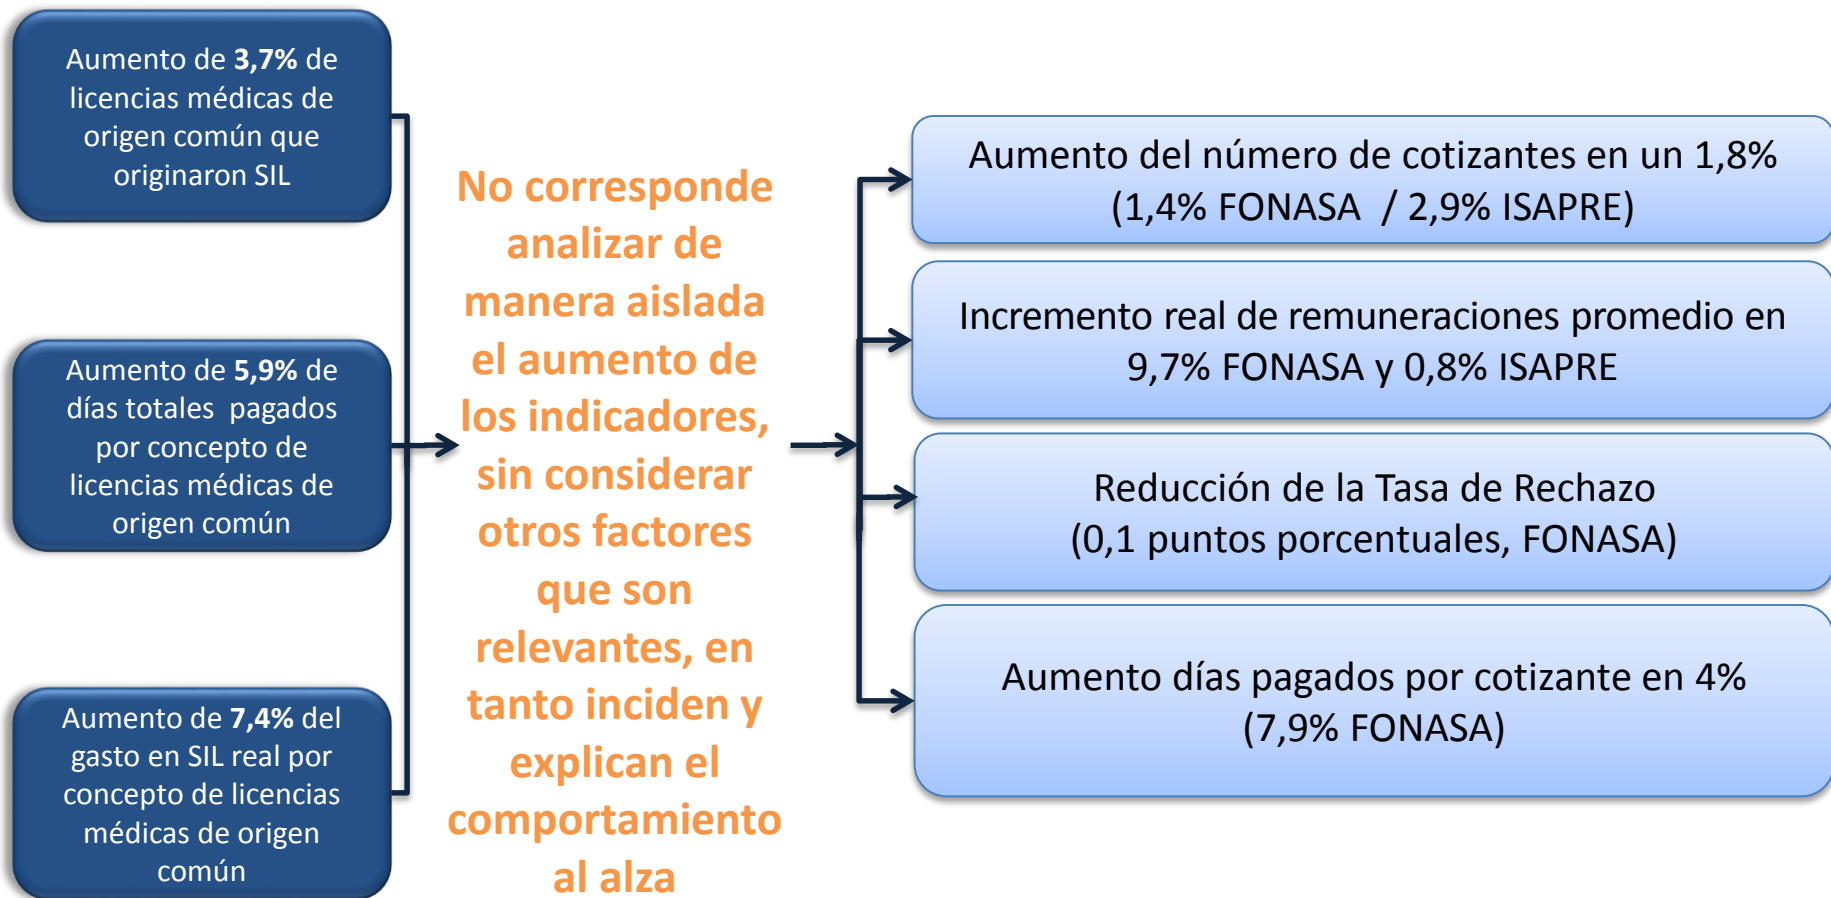 Aumento de 3,7% de
licencias médicas de
origen común que
originaron SIL
Aumento de 5,9% de
días totales pagados
por concepto de
licencias médicas de
origen común
Aumento de 7,4% del
gasto en SIL real por
concepto de licencias
médicas de origen
común
No corresponde
analizar de
manera aislada
el aumento de
los indicadores,
sin considerar
otros factores
que son
relevantes, en
tanto inciden y
explican el
comportamiento
al alza
Aumento del número de cotizantes en un 1,8%
(1,4% FONASA / 2,9% ISAPRE)
Incremento real de remuneraciones promedio en
9,7% FONASA y 0,8% ISAPRE
Reducción de la Tasa de Rechazo
(0,1 puntos porcentuales, FONASA)
Aumento días pagados por cotizante en 4%
(7,9% FONASA)